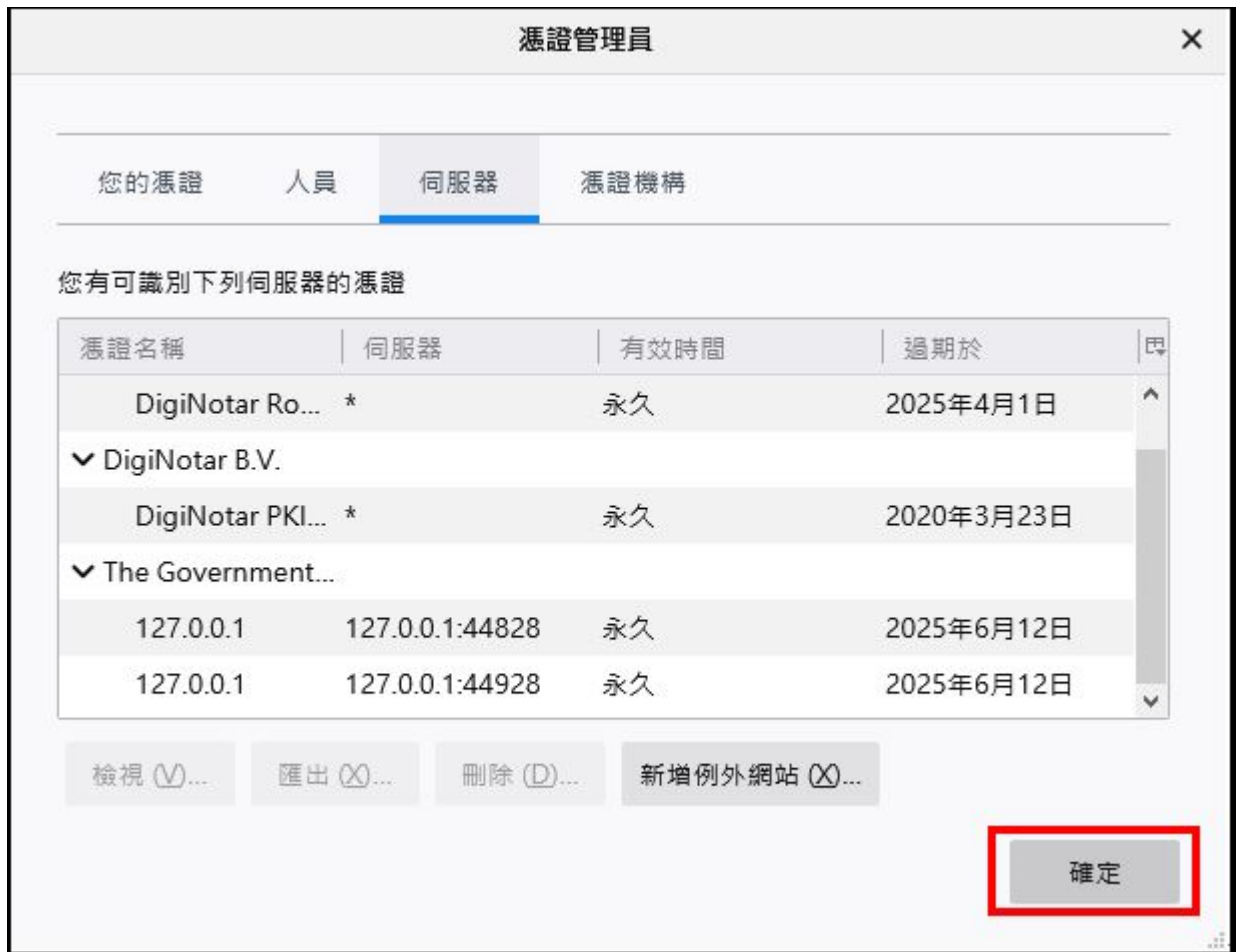 憑證管理員
您的憑證 人員 伺服器 憑證機構
您有可識別下列伺服器的憑證
憑證名稱 伺服器 有效時間 過期於
DigiNotar Ro... * 永久 2025年4月1日
DigiNotar B.V.
DigiNotar PKI... * 永久 2020年3月23日
The Government...
127.0.0.1 127.0.0.1:44828 永久 2025年6月12日
127.0.0.1 127.0.0.1:44928 永久 2025年6月12日
檢視 (V)... 匯出 (X)... 刪除 (D)... 新增例外網站 (X)...
確定